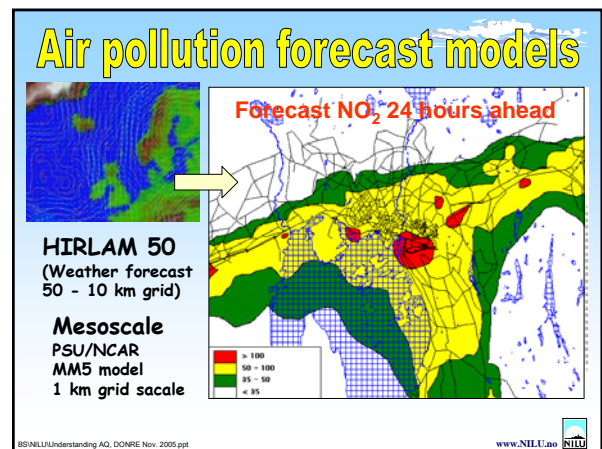 Air pollution forecast models
Forecast NO₂ 24 hours ahead
HIRLAM 50
(Weather forecast
50 - 10 km grid)
Mesoscale
PSU/NCAR
MM5 model
1 km grid sacale
> 100
50 - 100
35 - 50
< 35
BS\NILU\Understanding AQ, DONRE Nov. 2005.ppt
www.NILU.no
NILU